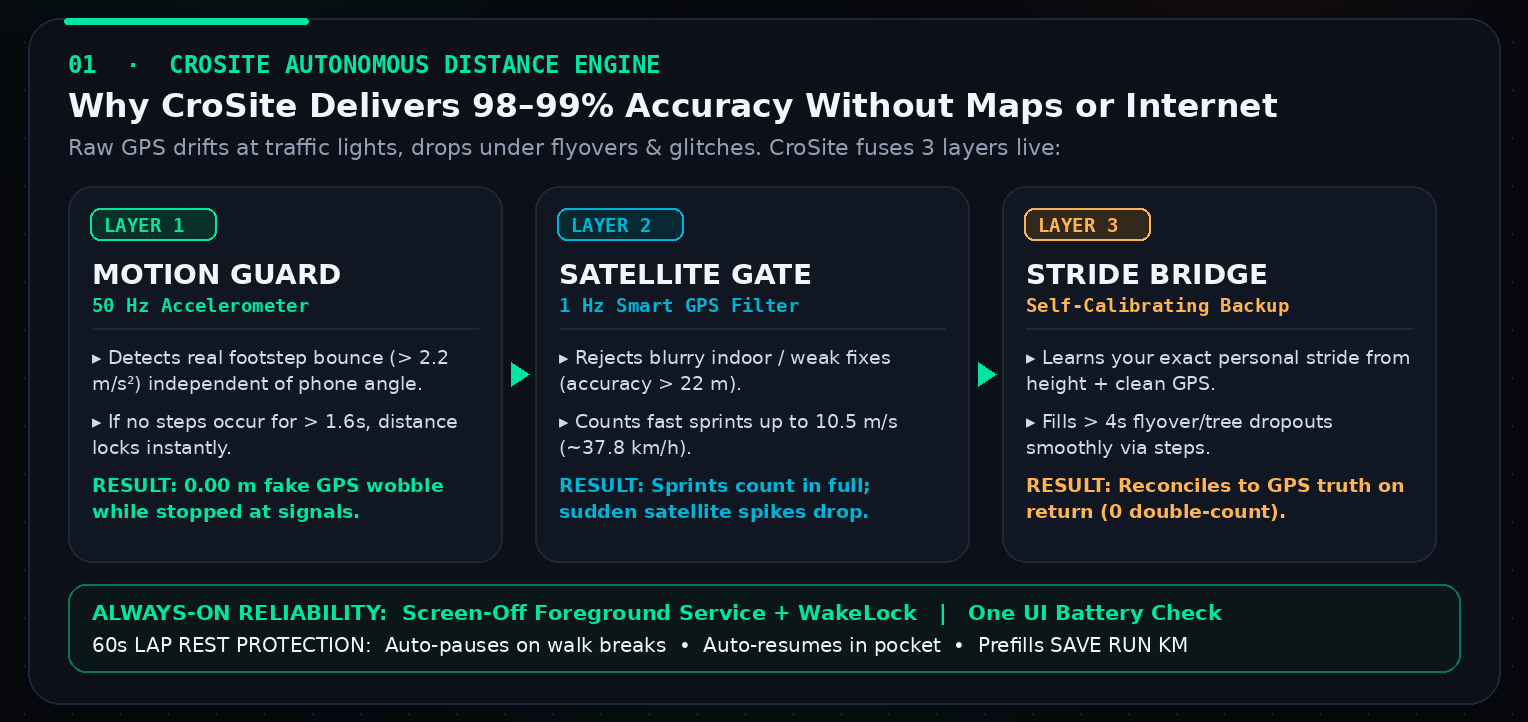 01 · CROSITE AUTONOMOUS DISTANCE ENGINE
Why CroSite Delivers 98–99% Accuracy Without Maps or Internet
Raw GPS drifts at traffic lights, drops under flyovers & glitches. CroSite fuses 3 layers live:
LAYER 1
MOTION GUARD
50 Hz Accelerometer
▸ Detects real footstep bounce (> 2.2
m/s²) independent of phone angle.
▸ If no steps occur for > 1.6s, distance
locks instantly.
RESULT: 0.00 m fake GPS wobble
while stopped at signals.
LAYER 2
SATELLITE GATE
1 Hz Smart GPS Filter
▸ Rejects blurry indoor / weak fixes
(accuracy > 22 m).
▸ Counts fast sprints up to 10.5 m/s
(~37.8 km/h).
RESULT: Sprints count in full;
sudden satellite spikes drop.
LAYER 3
STRIDE BRIDGE
Self-Calibrating Backup
▸ Learns your exact personal stride from
height + clean GPS.
▸ Fills > 4s flyover/tree dropouts
smoothly via steps.
RESULT: Reconciles to GPS truth on
return (0 double-count).
ALWAYS-ON RELIABILITY: Screen-Off Foreground Service + WakeLock | One UI Battery Check
60s LAP REST PROTECTION: Auto-pauses on walk breaks • Auto-resumes in pocket • Prefills SAVE RUN KM